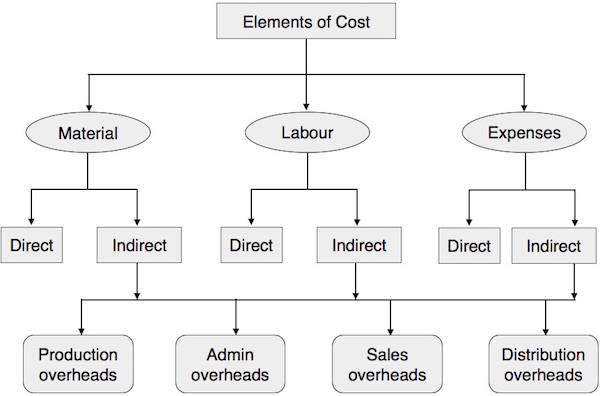 Elements of Cost
Material
Labour
Expenses
Direct
Indirect
Direct
Indirect
Direct
Indirect
Production
overheads
Admin
overheads
Sales
overheads
Distribution
overheads